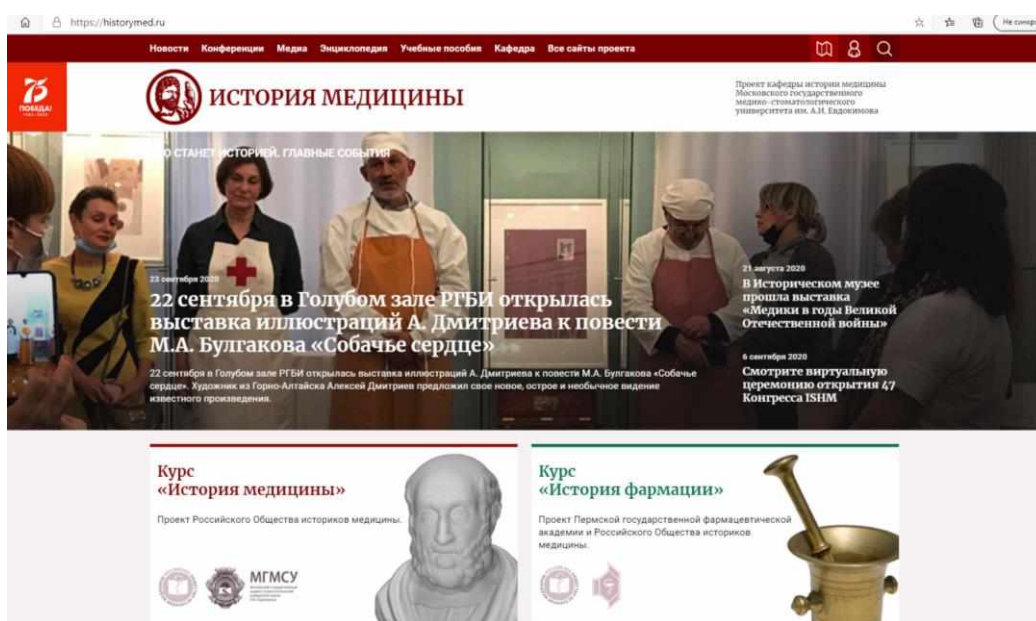 https://historymed.ru
Не синхр
Новости Конференции Медиа Энциклопедия Учебные пособия Кафедра Все сайты проекта
75
ПОБЕДА!
ИСТОРИЯ МЕДИЦИНЫ
Проект кафедры истории медицины
Московского государственного
медико-стоматологического
университета им. А.И. Евдокимова
О СТАНЕТ ИСТОРИЕЙ. ГЛАВНЫЕ СОБЫТИЯ
23 сентября 2020
22 сентября в Голубом зале РГБИ открылась
выставка иллюстраций А. Дмитриева к повести
М.А. Булгакова «Собачье сердце»
22 сентября в Голубом зале РГБИ открылась выставка иллюстраций А. Дмитриева к повести М.А. Булгакова «Собачье
сердце». Художник из Горно-Алтайска Алексей Дмитриев предложил свое новое, острое и необычное видение
известного произведения.
21 августа 2020
В Историческом музее
прошла выставка
«Медики в годы Великой
Отечественной войны»
6 сентября 2020
Смотрите виртуальную
церемонию открытия 47
Конгресса ISHM
Курс
«История медицины»
Проект Российского Общества историков медицины.
МГМСУ
Курс
«История фармации»
Проект Пермской государственной фармацевтической
академии и Российского Общества историков
медицины.